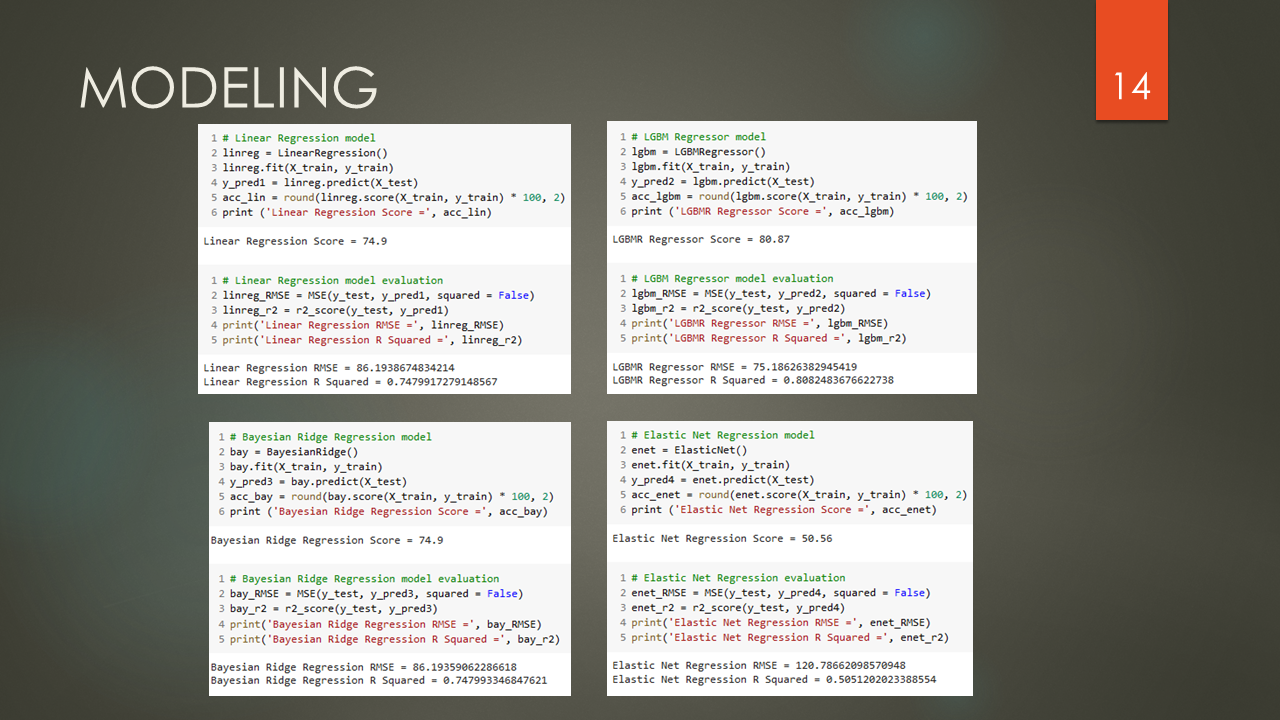 MODELING
14
1 # Linear Regression model
2 linreg = LinearRegression()
3 linreg.fit(X_train, y_train)
4 y_pred1 = linreg.predict(X_test)
5 acc_lin = round(linreg.score(X_train, y_train) * 100, 2)
6 print ('Linear Regression Score =', acc_lin)
Linear Regression Score = 74.9
1 # Linear Regression model evaluation
2 linreg_RMSE = MSE(y_test, y_pred1, squared = False)
3 linreg_r2 = r2_score(y_test, y_pred1)
4 print('Linear Regression RMSE =', linreg_RMSE)
5 print('Linear Regression R Squared =', linreg_r2)
Linear Regression RMSE = 86.1938674834214
Linear Regression R Squared = 0.7479917279148567
1 # LGBM Regressor model
2 lgbm = LGBMRegressor()
3 lgbm.fit(X_train, y_train)
4 y_pred2 = lgbm.predict(X_test)
5 acc_lgbm = round(lgbm.score(X_train, y_train) * 100, 2)
6 print ('LGBMR Regressor Score =', acc_lgbm)
LGBMR Regressor Score = 80.87
1 # LGBM Regressor model evaluation
2 lgbm_RMSE = MSE(y_test, y_pred2, squared = False)
3 lgbm_r2 = r2_score(y_test, y_pred2)
4 print('LGBMR Regressor RMSE =', lgbm_RMSE)
5 print('LGBMR Regressor R Squared =', lgbm_r2)
LGBMR Regressor RMSE = 75.18626382945419
LGBMR Regressor R Squared = 0.8082483676622738
1 # Bayesian Ridge Regression model
2 bay = BayesianRidge()
3 bay.fit(X_train, y_train)
4 y_pred3 = bay.predict(X_test)
5 acc_bay = round(bay.score(X_train, y_train) * 100, 2)
6 print ('Bayesian Ridge Regression Score =', acc_bay)
Bayesian Ridge Regression Score = 74.9
1 # Bayesian Ridge Regression model evaluation
2 bay_RMSE = MSE(y_test, y_pred3, squared = False)
3 bay_r2 = r2_score(y_test, y_pred3)
4 print('Bayesian Ridge Regression RMSE =', bay_RMSE)
5 print('Bayesian Ridge Regression R Squared =', bay_r2)
Bayesian Ridge Regression RMSE = 86.19359062286618
Bayesian Ridge Regression R Squared = 0.747993346847621
1 # Elastic Net Regression model
2 enet = ElasticNet()
3 enet.fit(X_train, y_train)
4 y_pred4 = enet.predict(X_test)
5 acc_enet = round(enet.score(X_train, y_train) * 100, 2)
6 print ('Elastic Net Regression Score =', acc_enet)
Elastic Net Regression Score = 50.56
1 # Elastic Net Regression evaluation
2 enet_RMSE = MSE(y_test, y_pred4, squared = False)
3 enet_r2 = r2_score(y_test, y_pred4)
4 print('Elastic Net Regression RMSE =', enet_RMSE)
5 print('Elastic Net Regression R Squared =', enet_r2)
Elastic Net Regression RMSE = 120.78662098570948
Elastic Net Regression R Squared = 0.5051202023388554